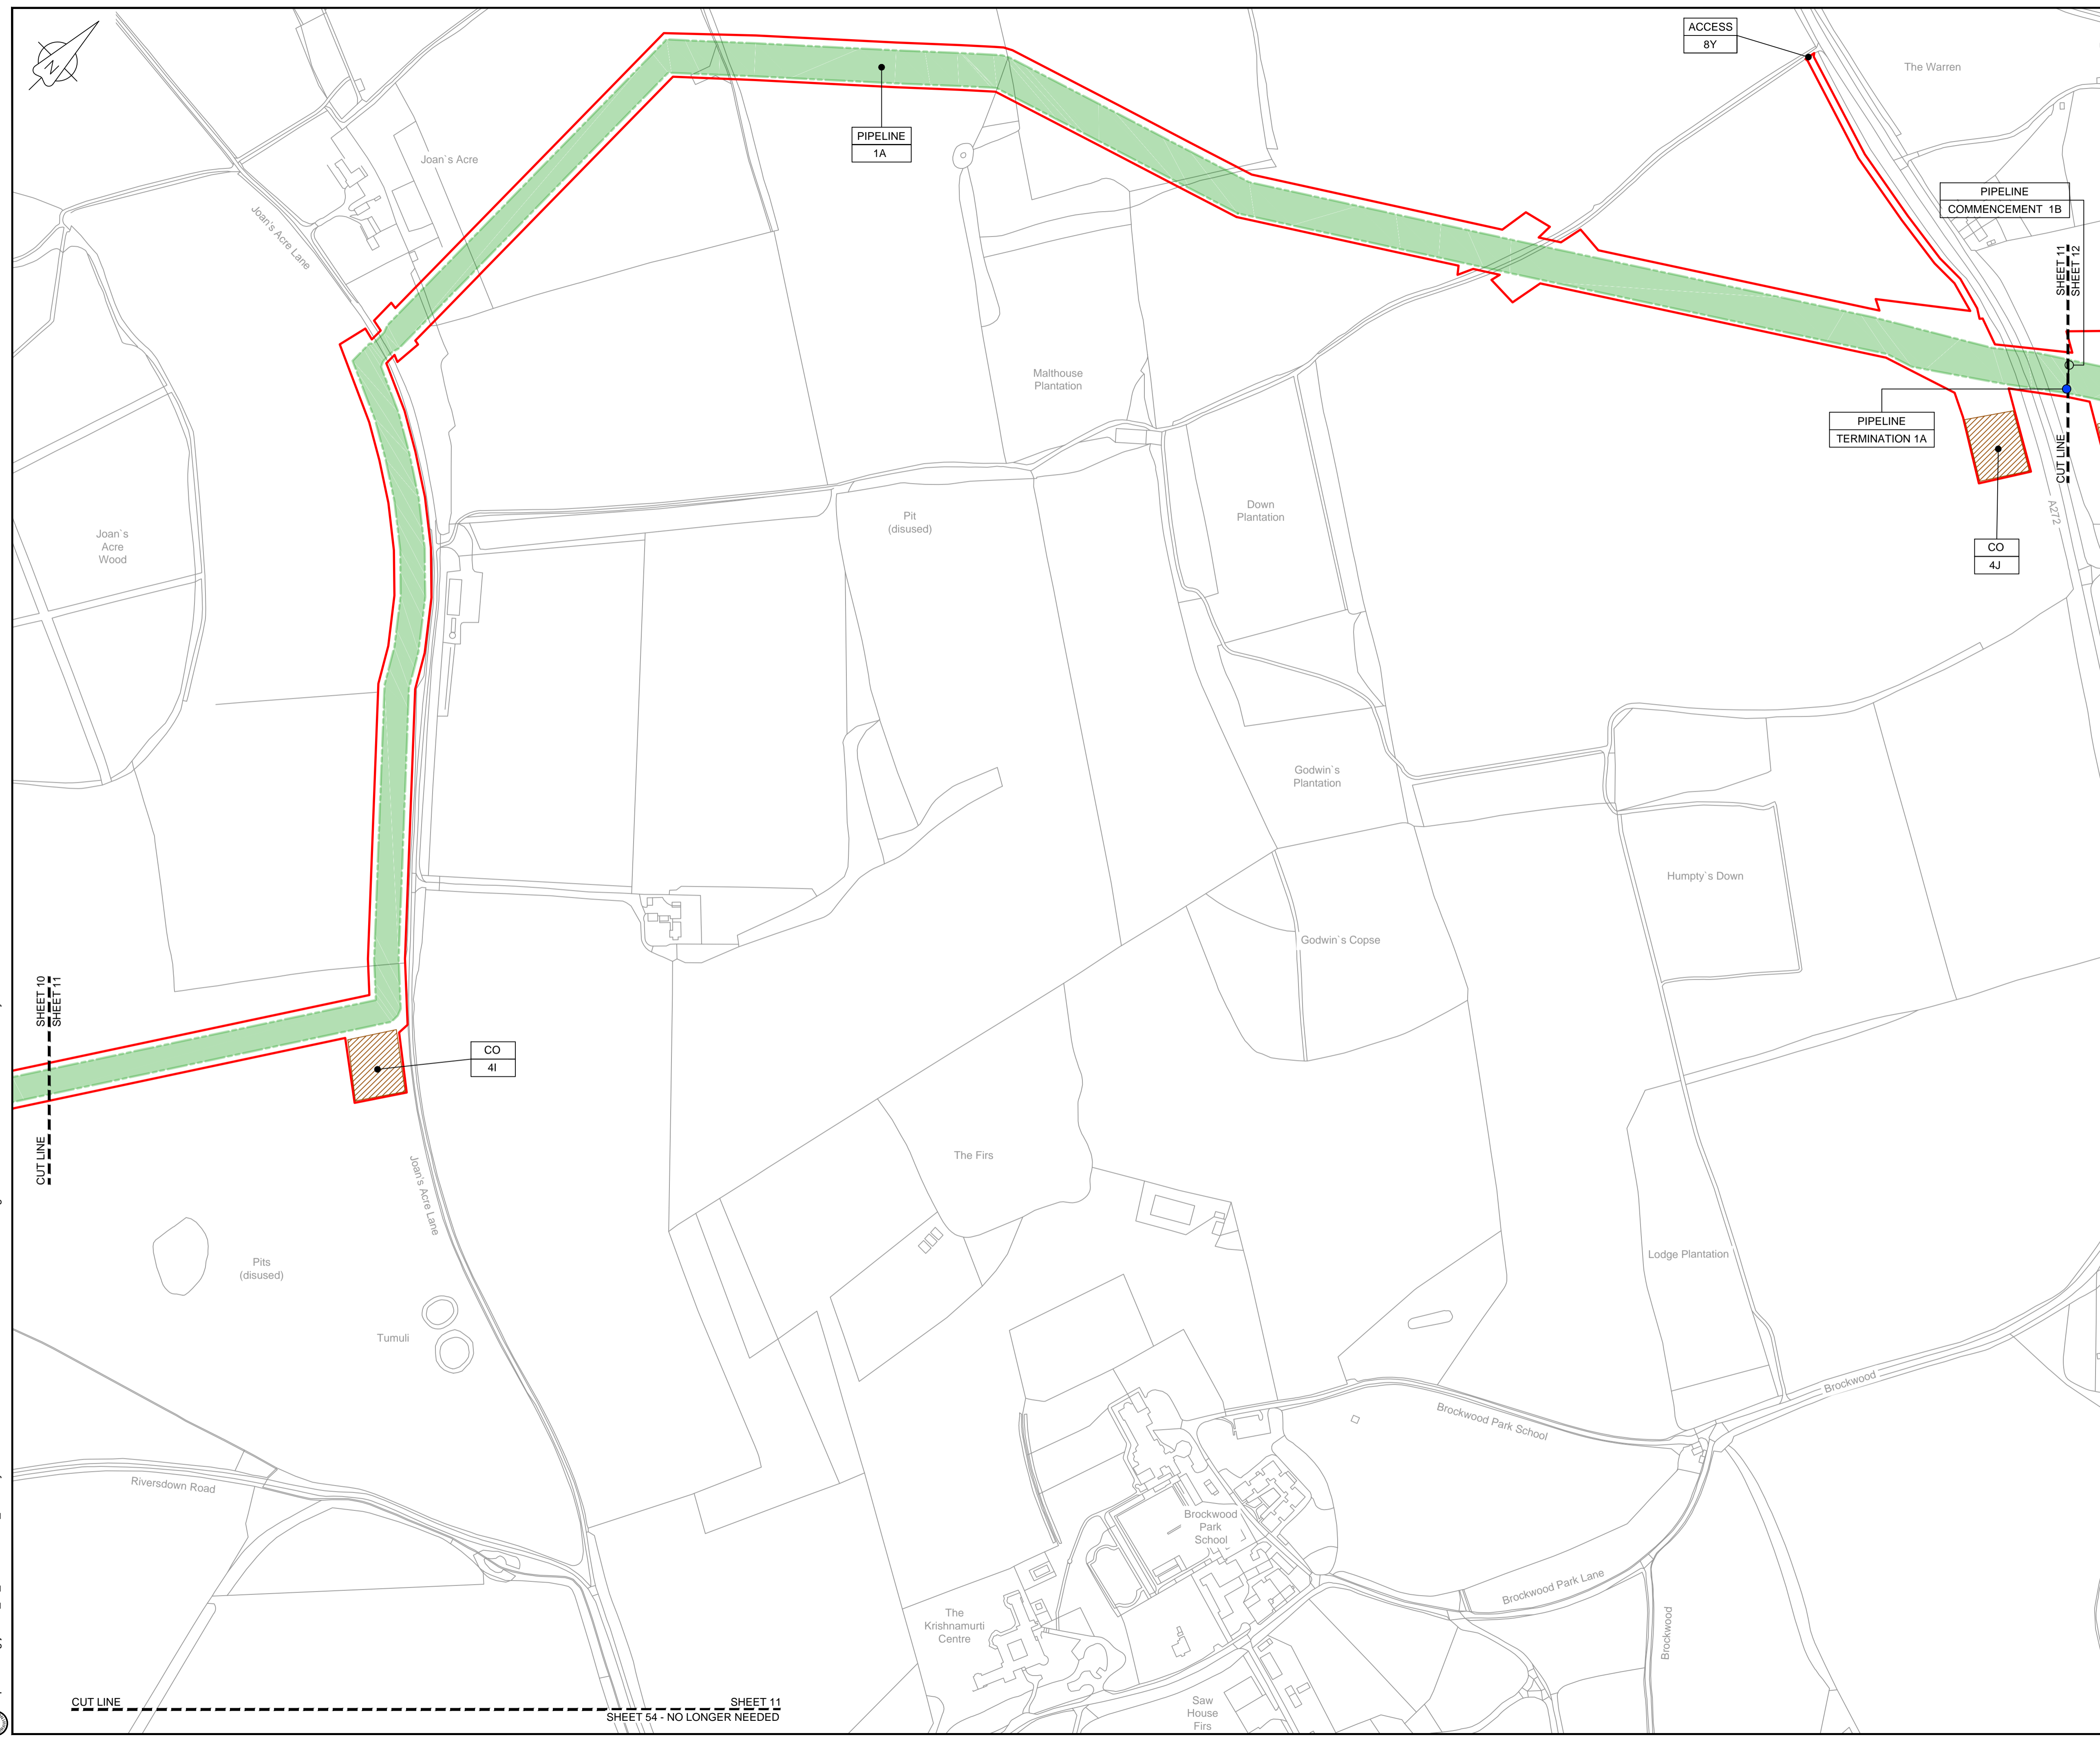 N
ACCESS
8Y
The Warren
PIPELINE
1A
Joan`s Acre
Joan's Acre Lane
PIPELINE
COMMENCEMENT 1B
SHEET 11
SHEET 12
CUT LINE
Malthouse
Plantation
PIPELINE
TERMINATION 1A
A272
Joan`s
Acre
Wood
Pit
(disused)
Down
Plantation
CO
4J
Godwin`s
Plantation
Humpty`s Down
Godwin`s Copse
SHEET 10
SHEET 11
CUT LINE
CO
4I
Joan's Acre Lane
The Firs
Pits
(disused)
Lodge Plantation
Tumuli
Brockwood
Brockwood Park School
Riversdown Road
Brockwood
Park
School
Brockwood Park Lane
The
Krishnamurti
Centre
Brockwood
Saw
House
Firs
CUT LINE
SHEET 11
SHEET 54 - NO LONGER NEEDED